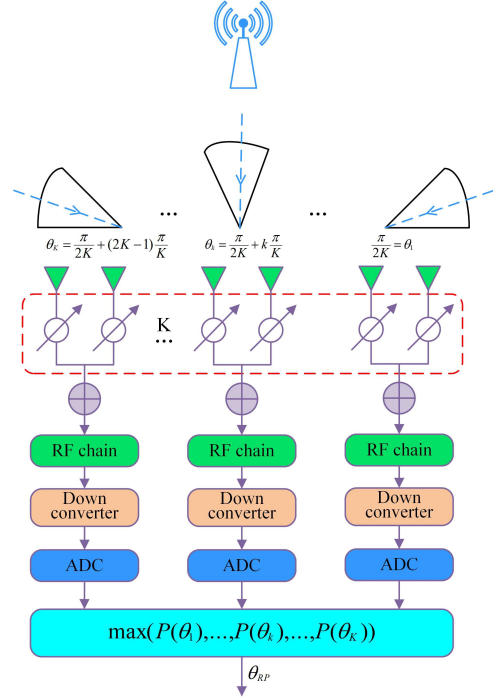 ... ...
θ_K = π/2K + (2K−1) π/K θ_k = π/2K + k π/K π/2K = θ_1
K
...
RF chain RF chain RF chain
Down converter Down converter Down converter
ADC ADC ADC
max(P(θ_1),...,P(θ_k),...,P(θ_K))
θ_RP